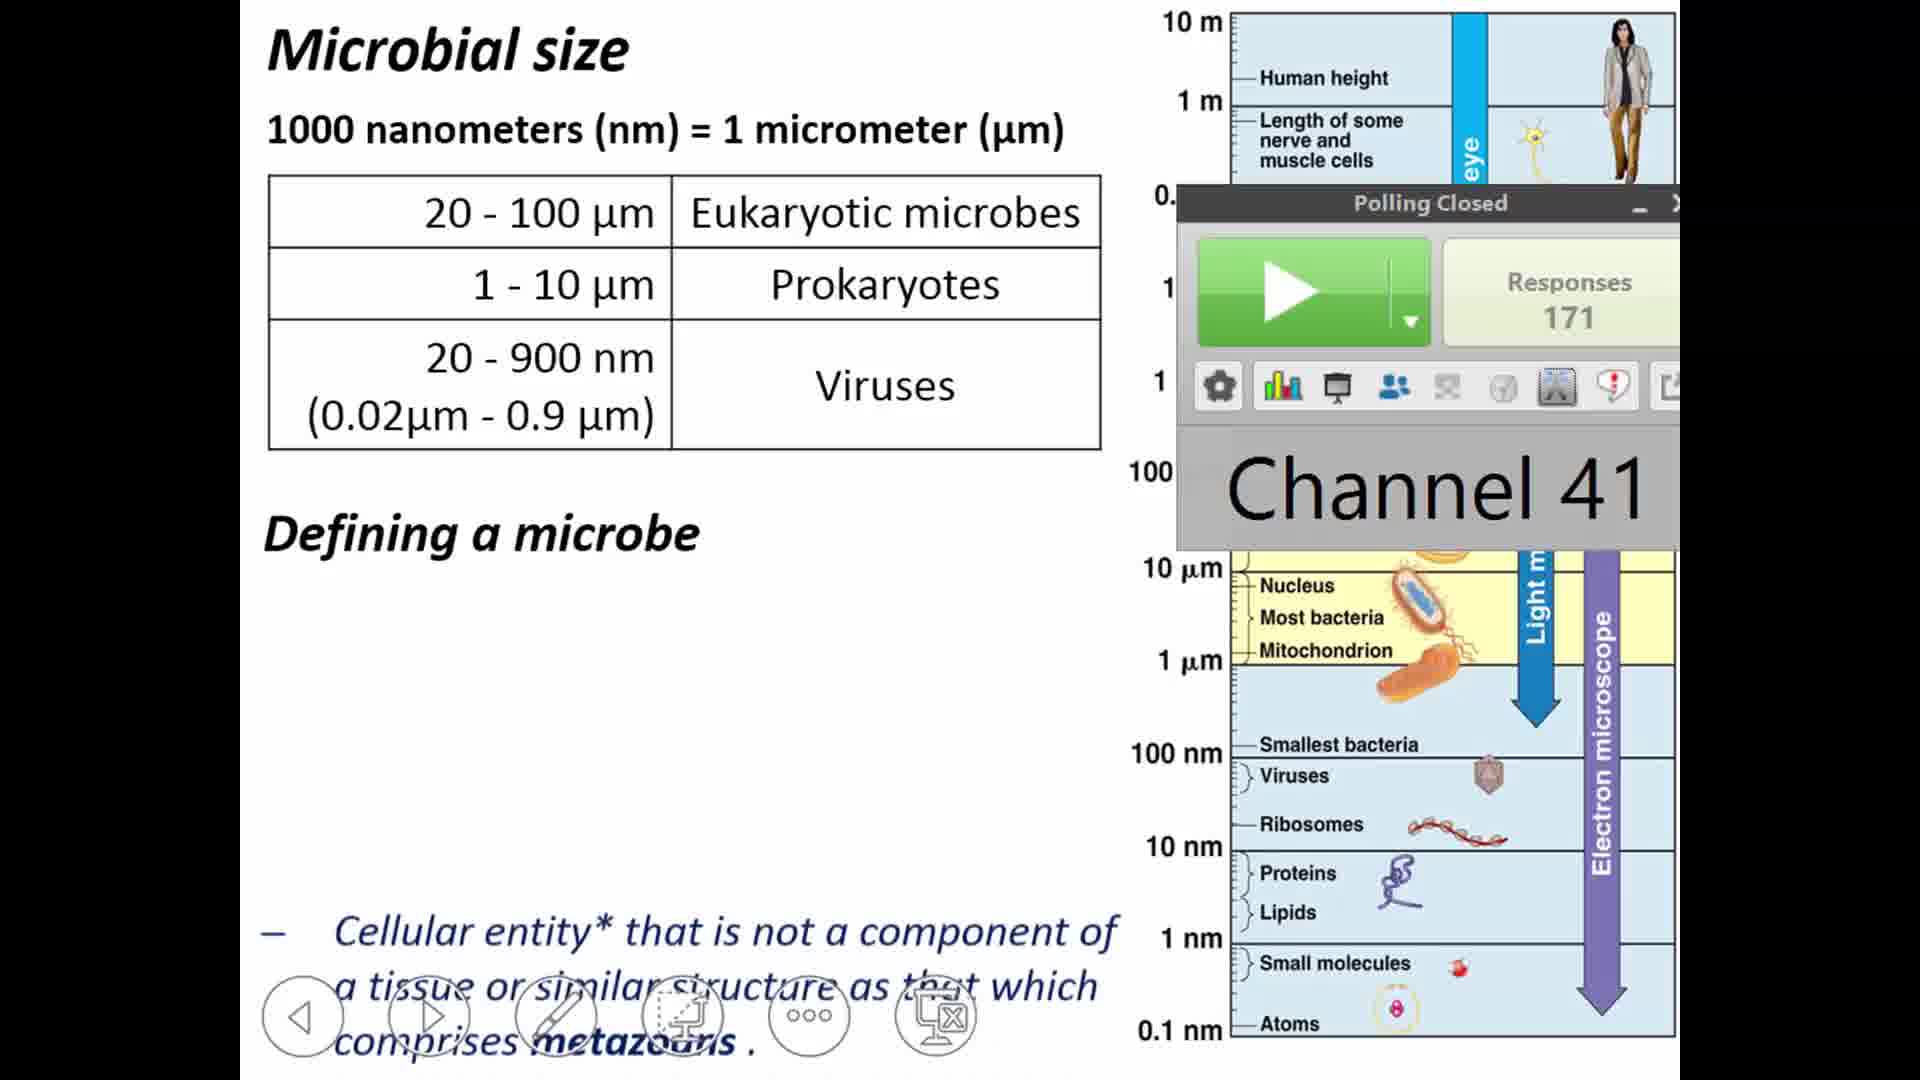 Microbial size
1000 nanometers (nm) = 1 micrometer (µm)
20 - 100 µm
Eukaryotic microbes
1 - 10 µm
Prokaryotes
20 - 900 nm
(0.02µm - 0.9 µm)
Viruses
Defining a microbe
– Cellular entity* that is not a component of
a tissue or similar structure as that which
comprises metazoans .
10 m
Human height
1 m
Length of some
nerve and
muscle cells
eye
0.
Polling Closed
Responses
171
1
1
100
Channel 41
10 µm
Nucleus
Most bacteria
Mitochondrion
1 µm
Light m
Electron microscope
Smallest bacteria
100 nm
Viruses
Ribosomes
10 nm
Proteins
Lipids
1 nm
Small molecules
Atoms
0.1 nm